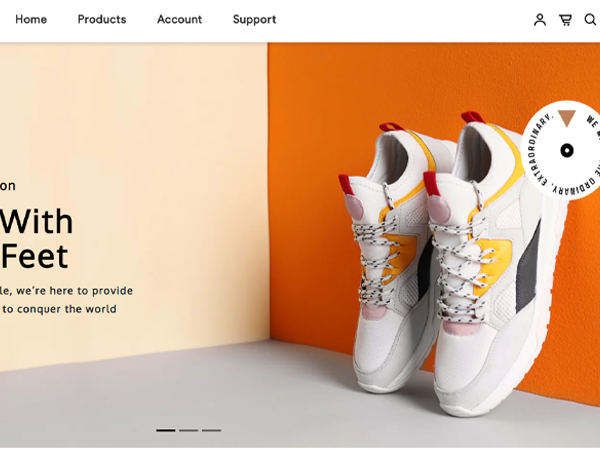 Home Products Account Support
on
With
Feet
le, we’re here to provide
to conquer the world
EXTRAORDINARY.
WE
ORDINARY.